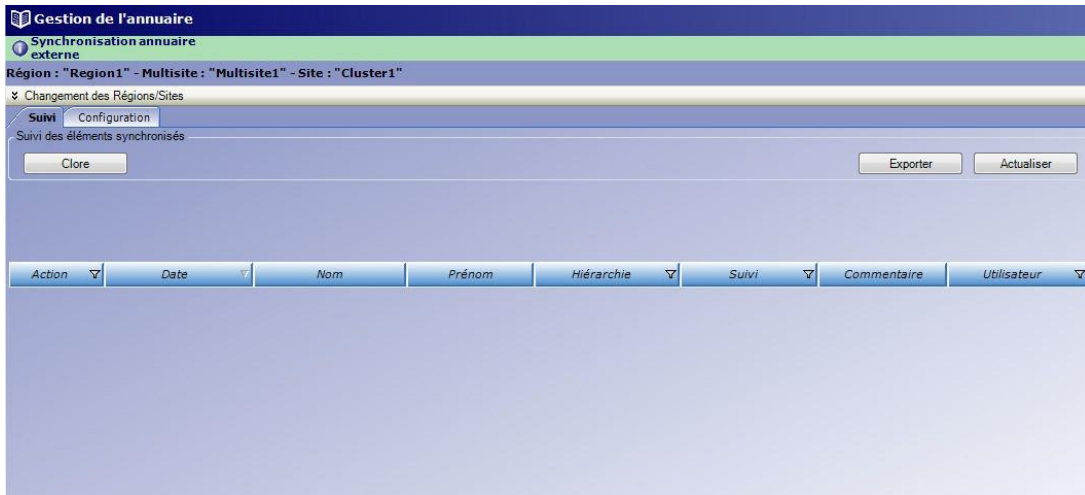 Gestion de l'annuaire
Synchronisation annuaire
externe
Région : "Region1" - Multisite : "Multisite1" - Site : "Cluster1"
Changement des Régions/Sites
Suivi Configuration
Suivi des éléments synchronisés
Clore Exporter Actualiser
Action Date Nom Prénom Hiérarchie Suivi Commentaire Utilisateur